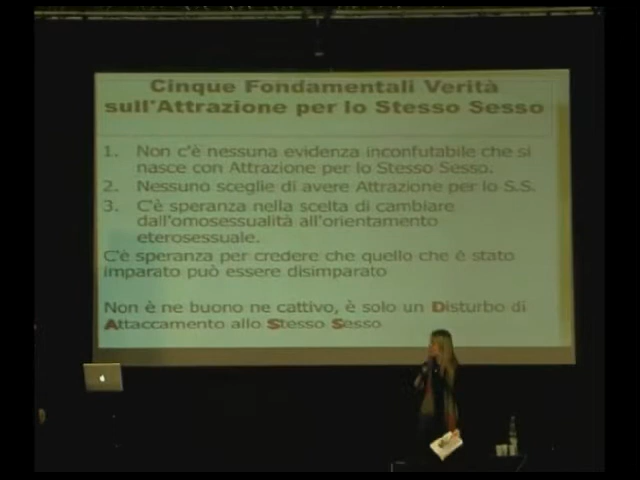 Cinque Fondamentali Verità
sull'Attrazione per lo Stesso Sesso
1. Non c'è nessuna evidenza inconfutabile che si
nasce con Attrazione per lo Stesso Sesso.
2. Nessuno sceglie di avere Attrazione per lo S.S.
3. C'è speranza nella scelta di cambiare
dall'omosessualità all'orientamento
eterosessuale.
C'è speranza per credere che quello che è stato
imparato può essere disimparato
Non è ne buono ne cattivo, è solo un Disturbo di
Attaccamento allo Stesso Sesso